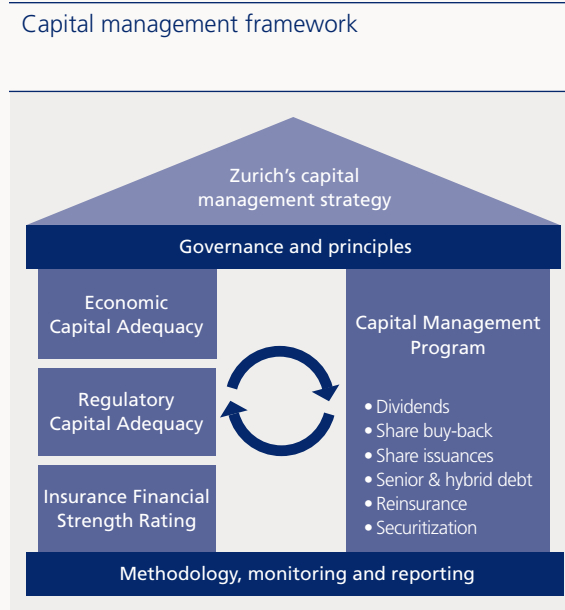 Capital management framework
Zurich’s capital
management strategy
Governance and principles
Economic
Capital Adequacy
Regulatory
Capital Adequacy
Insurance Financial
Strength Rating
Capital Management
Program
• Dividends
• Share buy-back
• Share issuances
• Senior & hybrid debt
• Reinsurance
• Securitization
Methodology, monitoring and reporting